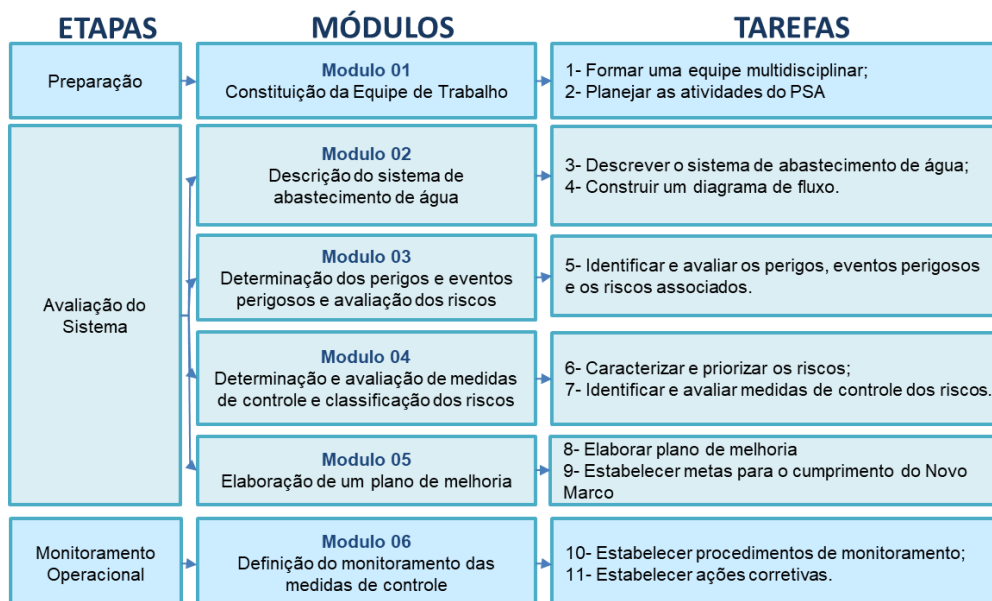 ETAPAS
MÓDULOS
TAREFAS
Preparação
Modulo 01
Constituição da Equipe de Trabalho
1- Formar uma equipe multidisciplinar;
2- Planejar as atividades do PSA
Avaliação do
Sistema
Modulo 02
Descrição do sistema de
abastecimento de água
3- Descrever o sistema de abastecimento de água;
4- Construir um diagrama de fluxo.
Modulo 03
Determinação dos perigos e eventos
perigosos e avaliação dos riscos
5- Identificar e avaliar os perigos, eventos perigosos
e os riscos associados.
Modulo 04
Determinação e avaliação de medidas
de controle e classificação dos riscos
6- Caracterizar e priorizar os riscos;
7- Identificar e avaliar medidas de controle dos riscos.
Modulo 05
Elaboração de um plano de melhoria
8- Elaborar plano de melhoria
9- Estabelecer metas para o cumprimento do Novo
Marco
Monitoramento
Operacional
Modulo 06
Definição do monitoramento das
medidas de controle
10- Estabelecer procedimentos de monitoramento;
11- Estabelecer ações corretivas.